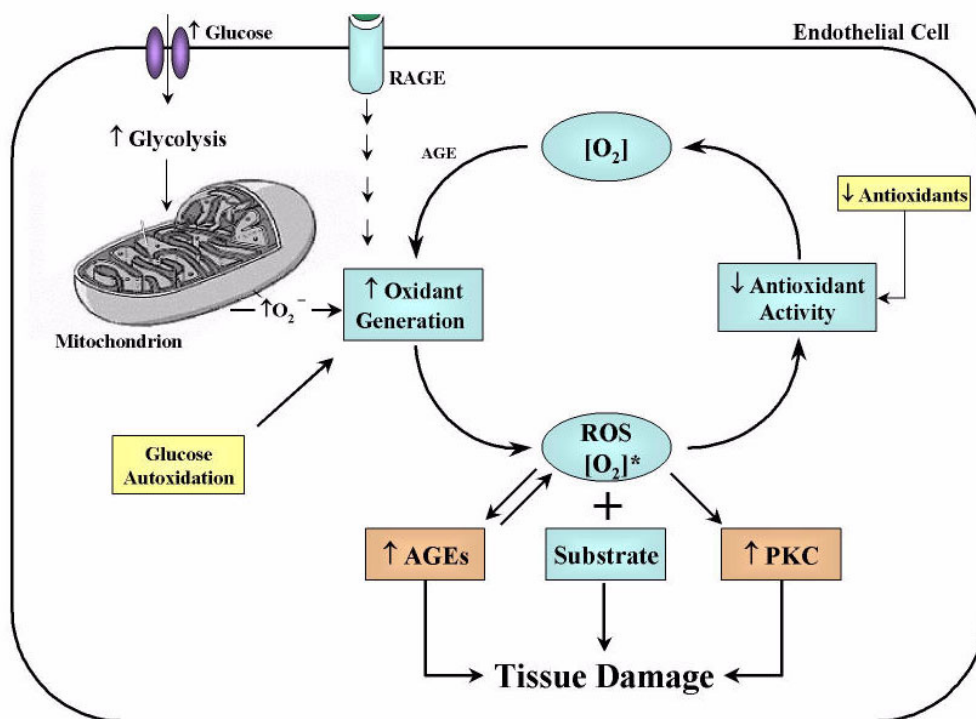 ↑ Glucose
Endothelial Cell
RAGE
↑ Glycolysis
AGE
[O₂]
↓ Antioxidants
↑ Oxidant
Generation
↓ Antioxidant
Activity
↑O₂⁻
Mitochondrion
Glucose
Autoxidation
ROS
[O₂]*
+
↑ AGEs
Substrate
↑ PKC
Tissue Damage